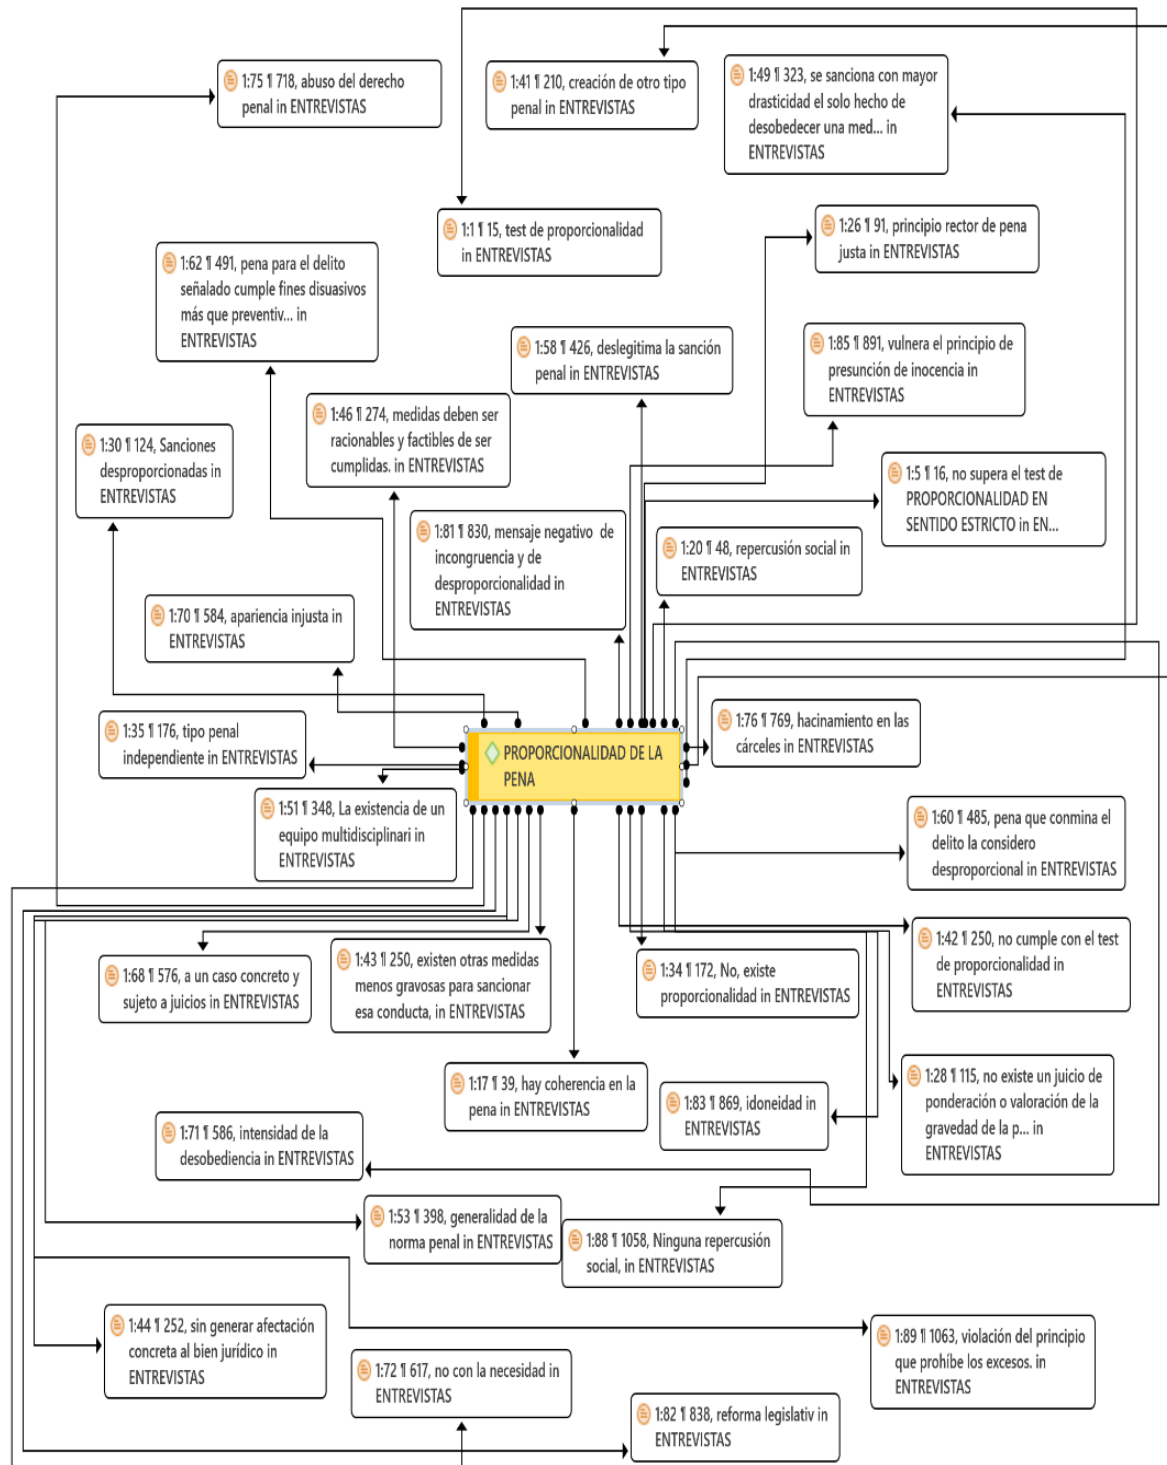 1:75 ¶ 718, abuso del derecho
penal in ENTREVISTAS
1:41 ¶ 210, creación de otro tipo
penal in ENTREVISTAS
1:49 ¶ 323, se sanciona con mayor
drasticidad el solo hecho de
desobedecer una med... in
ENTREVISTAS
1:1 ¶ 15, test de proporcionalidad
in ENTREVISTAS
1:26 ¶ 91, principio rector de pena
justa in ENTREVISTAS
1:62 ¶ 491, pena para el delito
señalado cumple fines disuasivos
más que preventiv... in
ENTREVISTAS
1:58 ¶ 426, deslegitima la sanción
penal in ENTREVISTAS
1:85 ¶ 891, vulnera el principio de
presunción de inocencia in
ENTREVISTAS
1:46 ¶ 274, medidas deben ser
racionables y factibles de ser
cumplidas. in ENTREVISTAS
1:30 ¶ 124, Sanciones
desproporcionadas in
ENTREVISTAS
1:5 ¶ 16, no supera el test de
PROPORCIONALIDAD EN
SENTIDO ESTRICTO in EN...
1:81 ¶ 830, mensaje negativo de
incongruencia y de
desproporcionalidad in
ENTREVISTAS
1:20 ¶ 48, repercusión social in
ENTREVISTAS
1:70 ¶ 584, apariencia injusta in
ENTREVISTAS
1:35 ¶ 176, tipo penal
independiente in ENTREVISTAS
1:76 ¶ 769, hacinamiento en las
cárceles in ENTREVISTAS
PROPORCIONALIDAD DE LA
PENA
1:51 ¶ 348, La existencia de un
equipo multidisciplinari in
ENTREVISTAS
1:60 ¶ 485, pena que conmina el
delito la considero
desproporcional in ENTREVISTAS
1:42 ¶ 250, no cumple con el test
de proporcionalidad in
ENTREVISTAS
1:68 ¶ 576, a un caso concreto y
sujeto a juicios in ENTREVISTAS
1:43 ¶ 250, existen otras medidas
menos gravosas para sancionar
esa conducta, in ENTREVISTAS
1:34 ¶ 172, No, existe
proporcionalidad in ENTREVISTAS
1:17 ¶ 39, hay coherencia en la
pena in ENTREVISTAS
1:83 ¶ 869, idoneidad in
ENTREVISTAS
1:28 ¶ 115, no existe un juicio de
ponderación o valoración de la
gravedad de la p... in
ENTREVISTAS
1:71 ¶ 586, intensidad de la
desobediencia in ENTREVISTAS
1:53 ¶ 398, generalidad de la
norma penal in ENTREVISTAS
1:88 ¶ 1058, Ninguna repercusión
social, in ENTREVISTAS
1:44 ¶ 252, sin generar afectación
concreta al bien jurídico in
ENTREVISTAS
1:89 ¶ 1063, violación del principio
que prohíbe los excesos. in
ENTREVISTAS
1:72 ¶ 617, no con la necesidad in
ENTREVISTAS
1:82 ¶ 838, reforma legislativ in
ENTREVISTAS